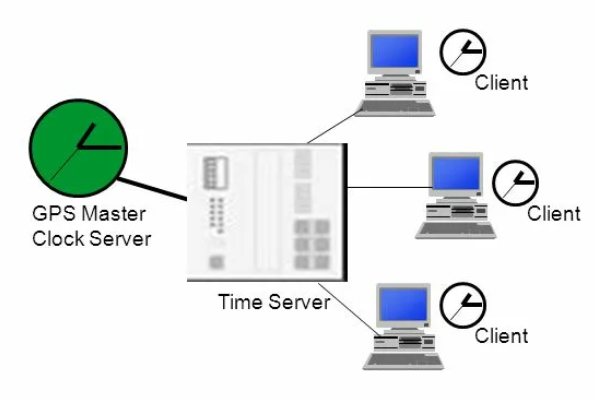 Client
GPS Master
Clock Server
Client
Time Server
Client